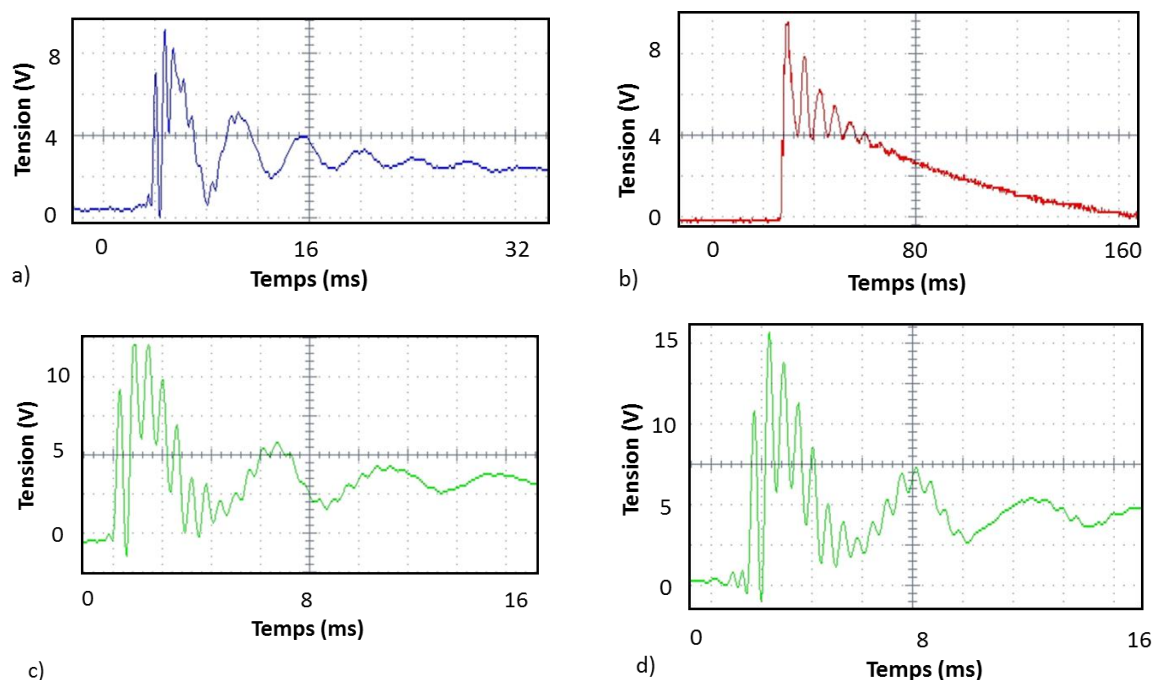 Tension (V)
8
4
0
0 16 32
Temps (ms)
a)
Tension (V)
8
4
0
0 80 160
Temps (ms)
b)
Tension (V)
10
5
0
0 8 16
Temps (ms)
c)
Tension (V)
15
10
5
0
0 8 16
Temps (ms)
d)